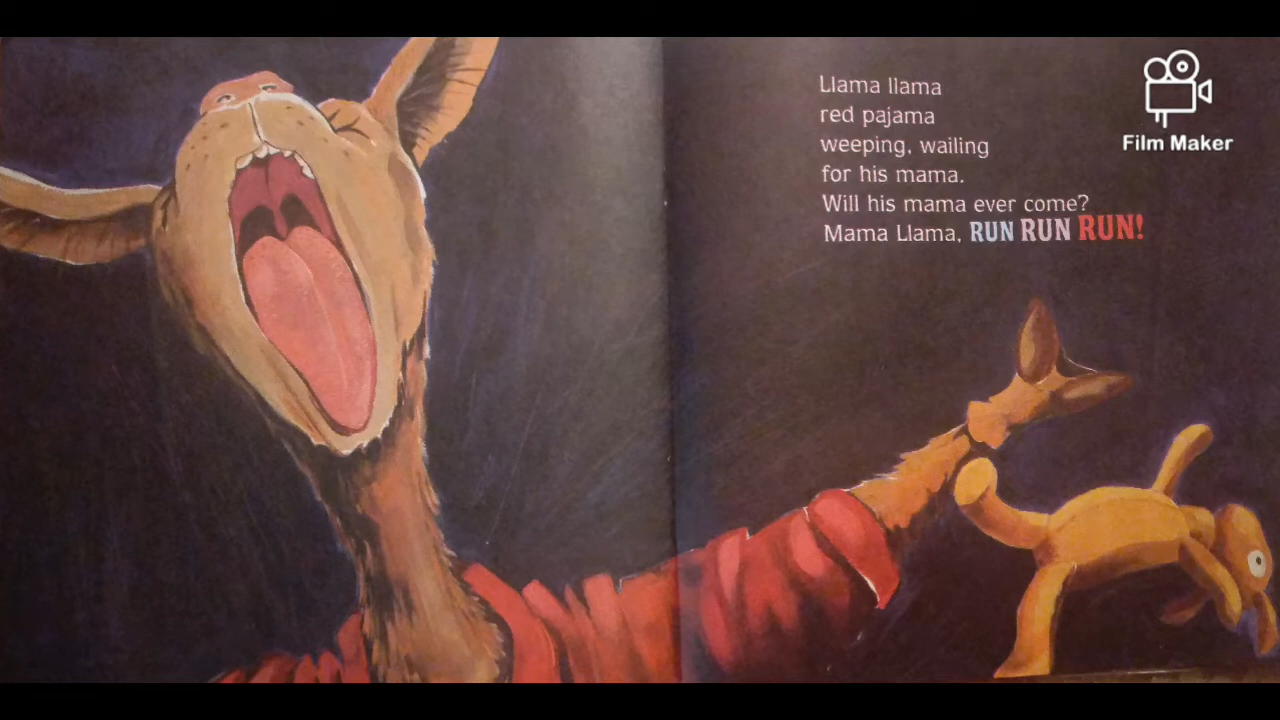 Llama llama
red pajama
weeping, wailing
for his mama.
Will his mama ever come?
Mama Llama, RUN RUN RUN!
Film Maker